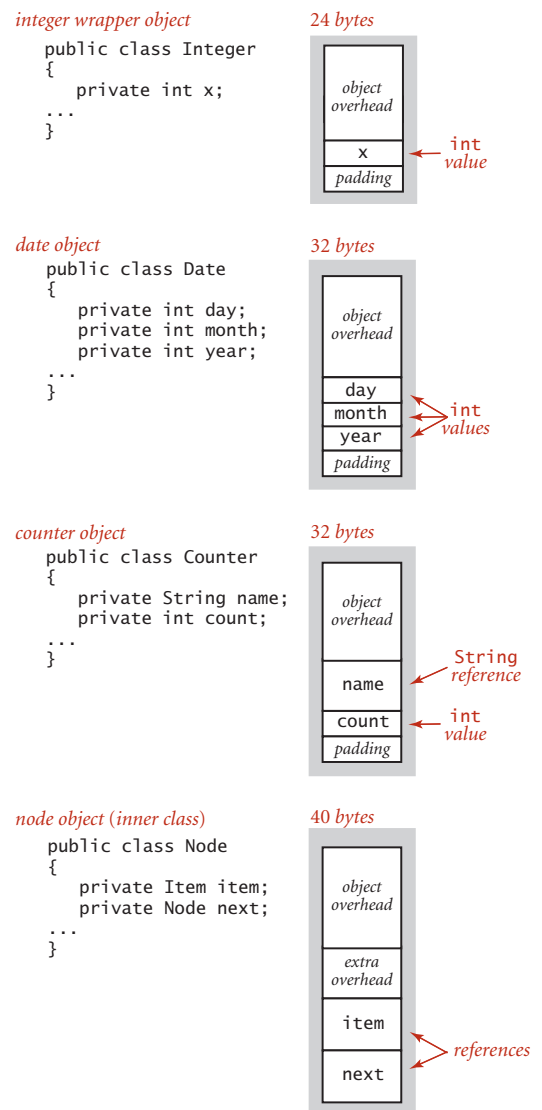 integer wrapper object
public class Integer
{
private int x;
...
}
24 bytes
object
overhead
x
padding
int
value
date object
public class Date
{
private int day;
private int month;
private int year;
...
}
32 bytes
object
overhead
day
month
year
padding
int
values
counter object
public class Counter
{
private String name;
private int count;
...
}
32 bytes
object
overhead
name
count
padding
String
reference
int
value
node object (inner class)
public class Node
{
private Item item;
private Node next;
...
}
40 bytes
object
overhead
extra
overhead
item
next
references